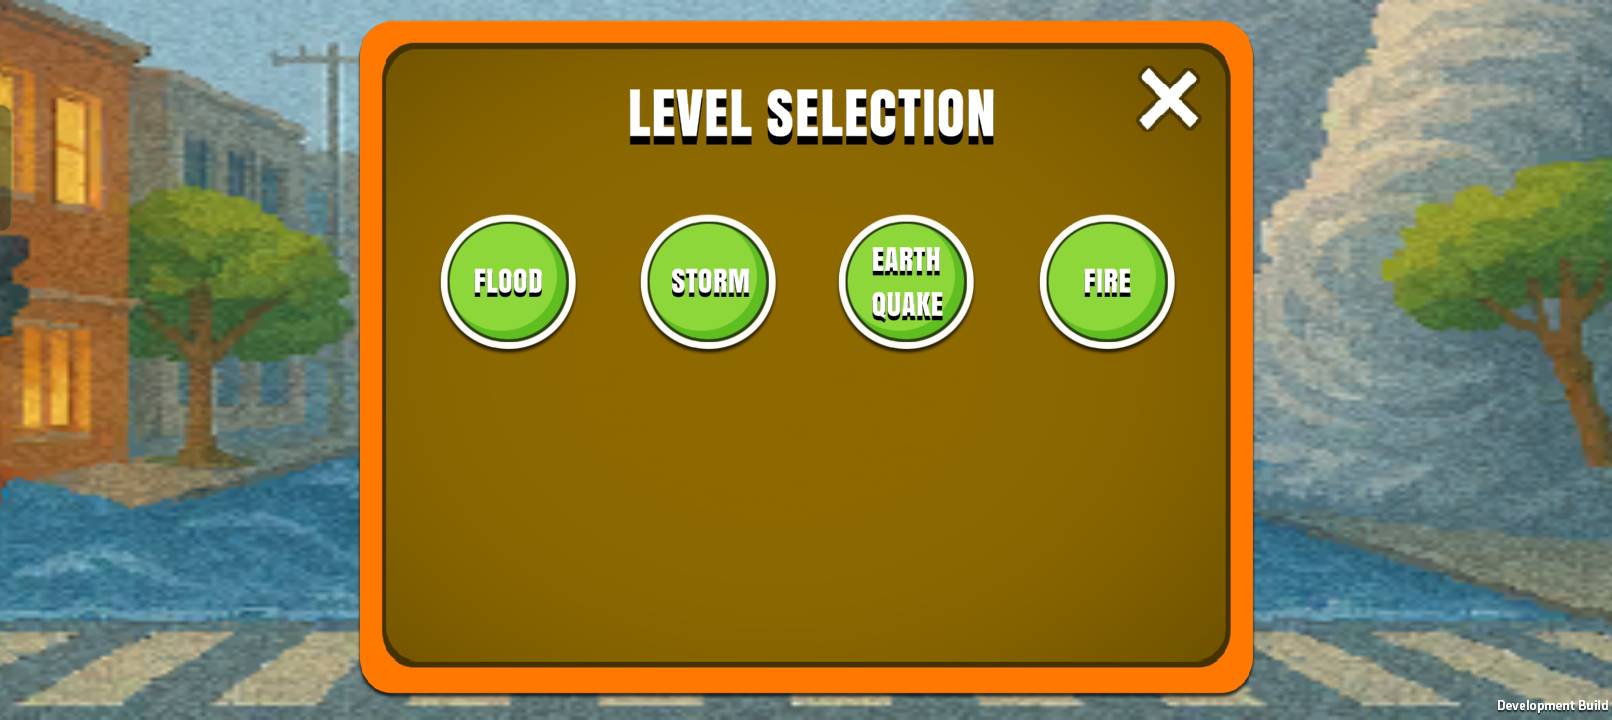 LEVEL SELECTION
FLOOD
STORM
EARTH
QUAKE
FIRE
Development Build